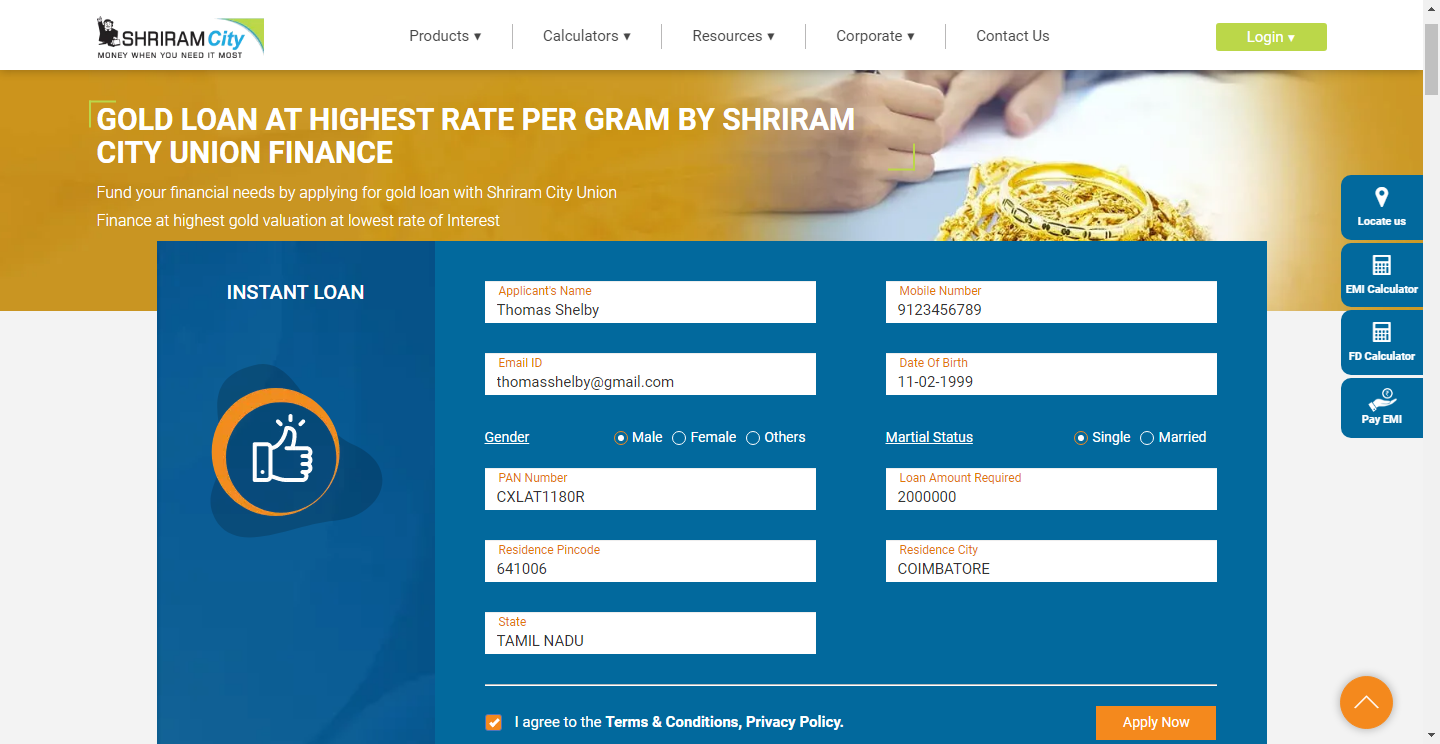 SHRIRAM City
MONEY WHEN YOU NEED IT MOST
Products ▾
Calculators ▾
Resources ▾
Corporate ▾
Contact Us
Login ▾
GOLD LOAN AT HIGHEST RATE PER GRAM BY SHRIRAM
CITY UNION FINANCE
Fund your financial needs by applying for gold loan with Shriram City Union
Finance at highest gold valuation at lowest rate of Interest
Locate us
EMI Calculator
FD Calculator
Pay EMI
INSTANT LOAN
Applicant's Name
Thomas Shelby
Mobile Number
9123456789
Email ID
thomasshelby@gmail.com
Date Of Birth
11-02-1999
Gender Male Female Others
Martial Status Single Married
PAN Number
CXLAT1180R
Loan Amount Required
2000000
Residence Pincode
641006
Residence City
COIMBATORE
State
TAMIL NADU
I agree to the Terms & Conditions, Privacy Policy.
Apply Now